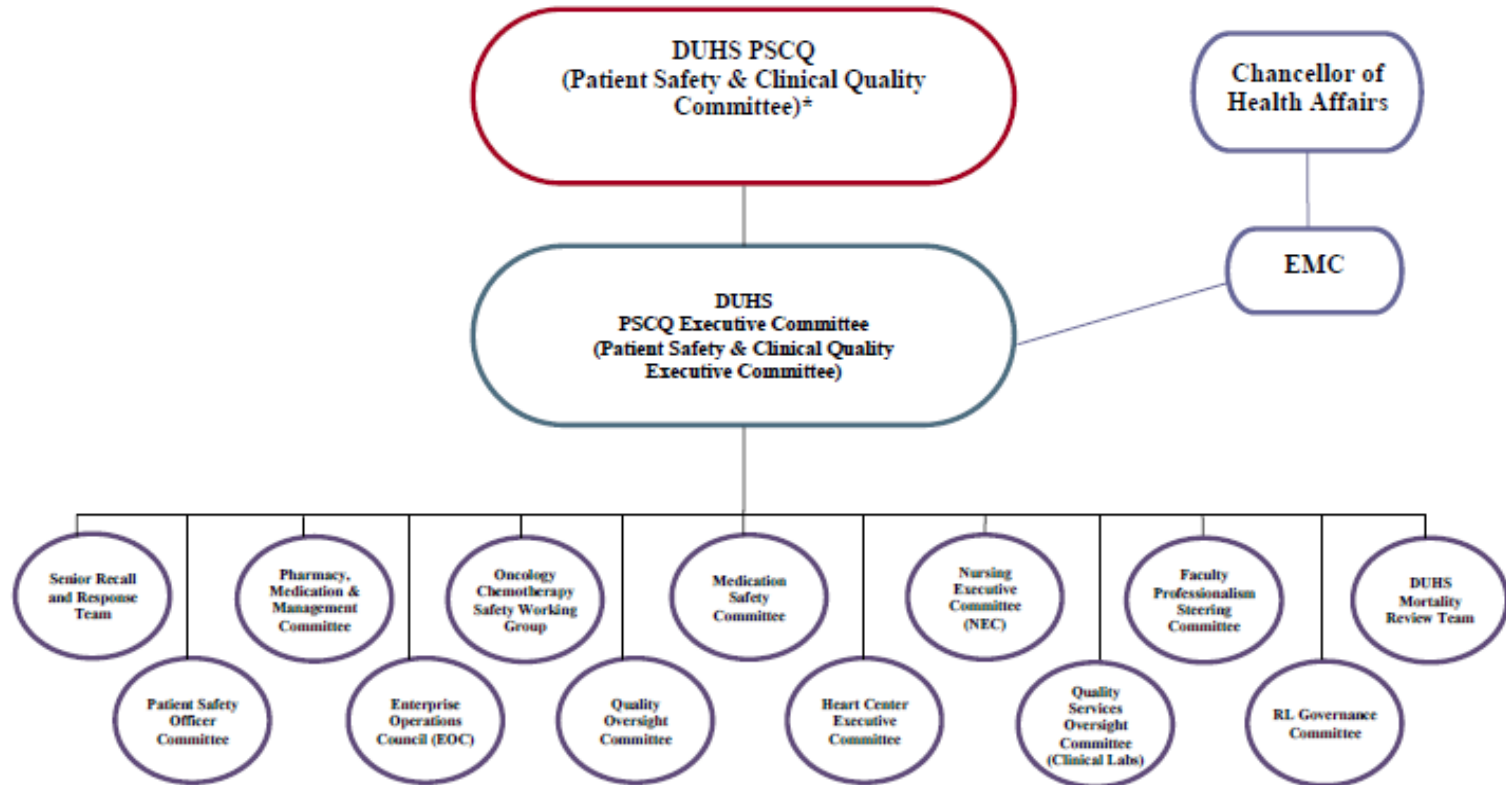 DUHS PSCQ
(Patient Safety & Clinical Quality
Committee)*
Chancellor of
Health Affairs
EMC
DUHS
PSCQ Executive Committee
(Patient Safety & Clinical Quality
Executive Committee)
Senior Recall
and Response
Team
Pharmacy,
Medication &
Management
Committee
Oncology
Chemotherapy
Safety Working
Group
Medication
Safety
Committee
Nursing
Executive
Committee
(NEC)
Faculty
Professionalism
Steering
Committee
DUHS
Mortality
Review Team
Patient Safety
Officer
Committee
Enterprise
Operations
Council (EOC)
Quality
Oversight
Committee
Heart Center
Executive
Committee
Quality
Services
Oversight
Committee
(Clinical Labs)
RL Governance
Committee